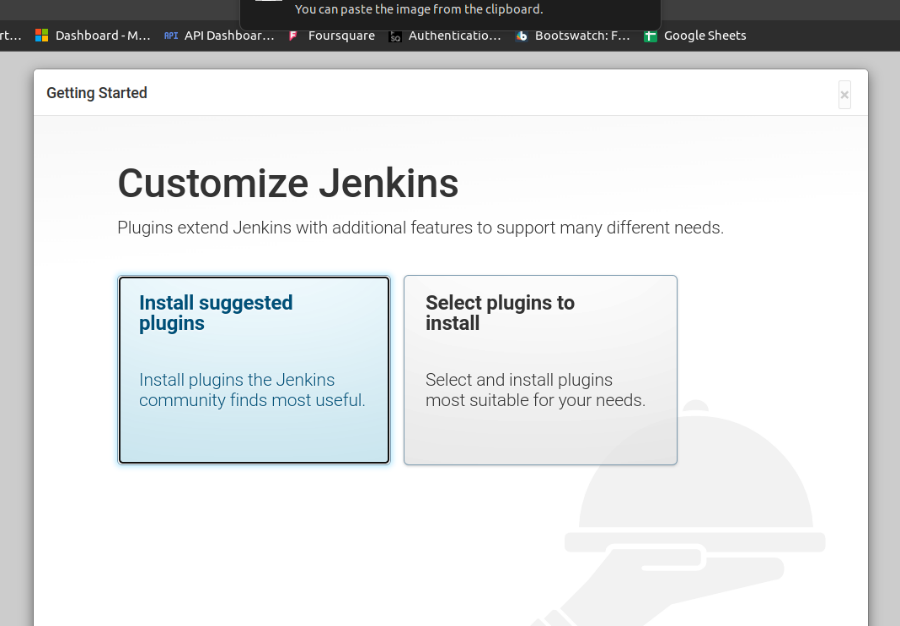 You can paste the image from the clipboard.
rt...
Dashboard - M...
API API Dashboar...
Foursquare
SQ Authenticatio...
b Bootswatch: F...
Google Sheets
Getting Started
×
Customize Jenkins
Plugins extend Jenkins with additional features to support many different needs.
Install suggested
plugins
Install plugins the Jenkins
community finds most useful.
Select plugins to
install
Select and install plugins
most suitable for your needs.